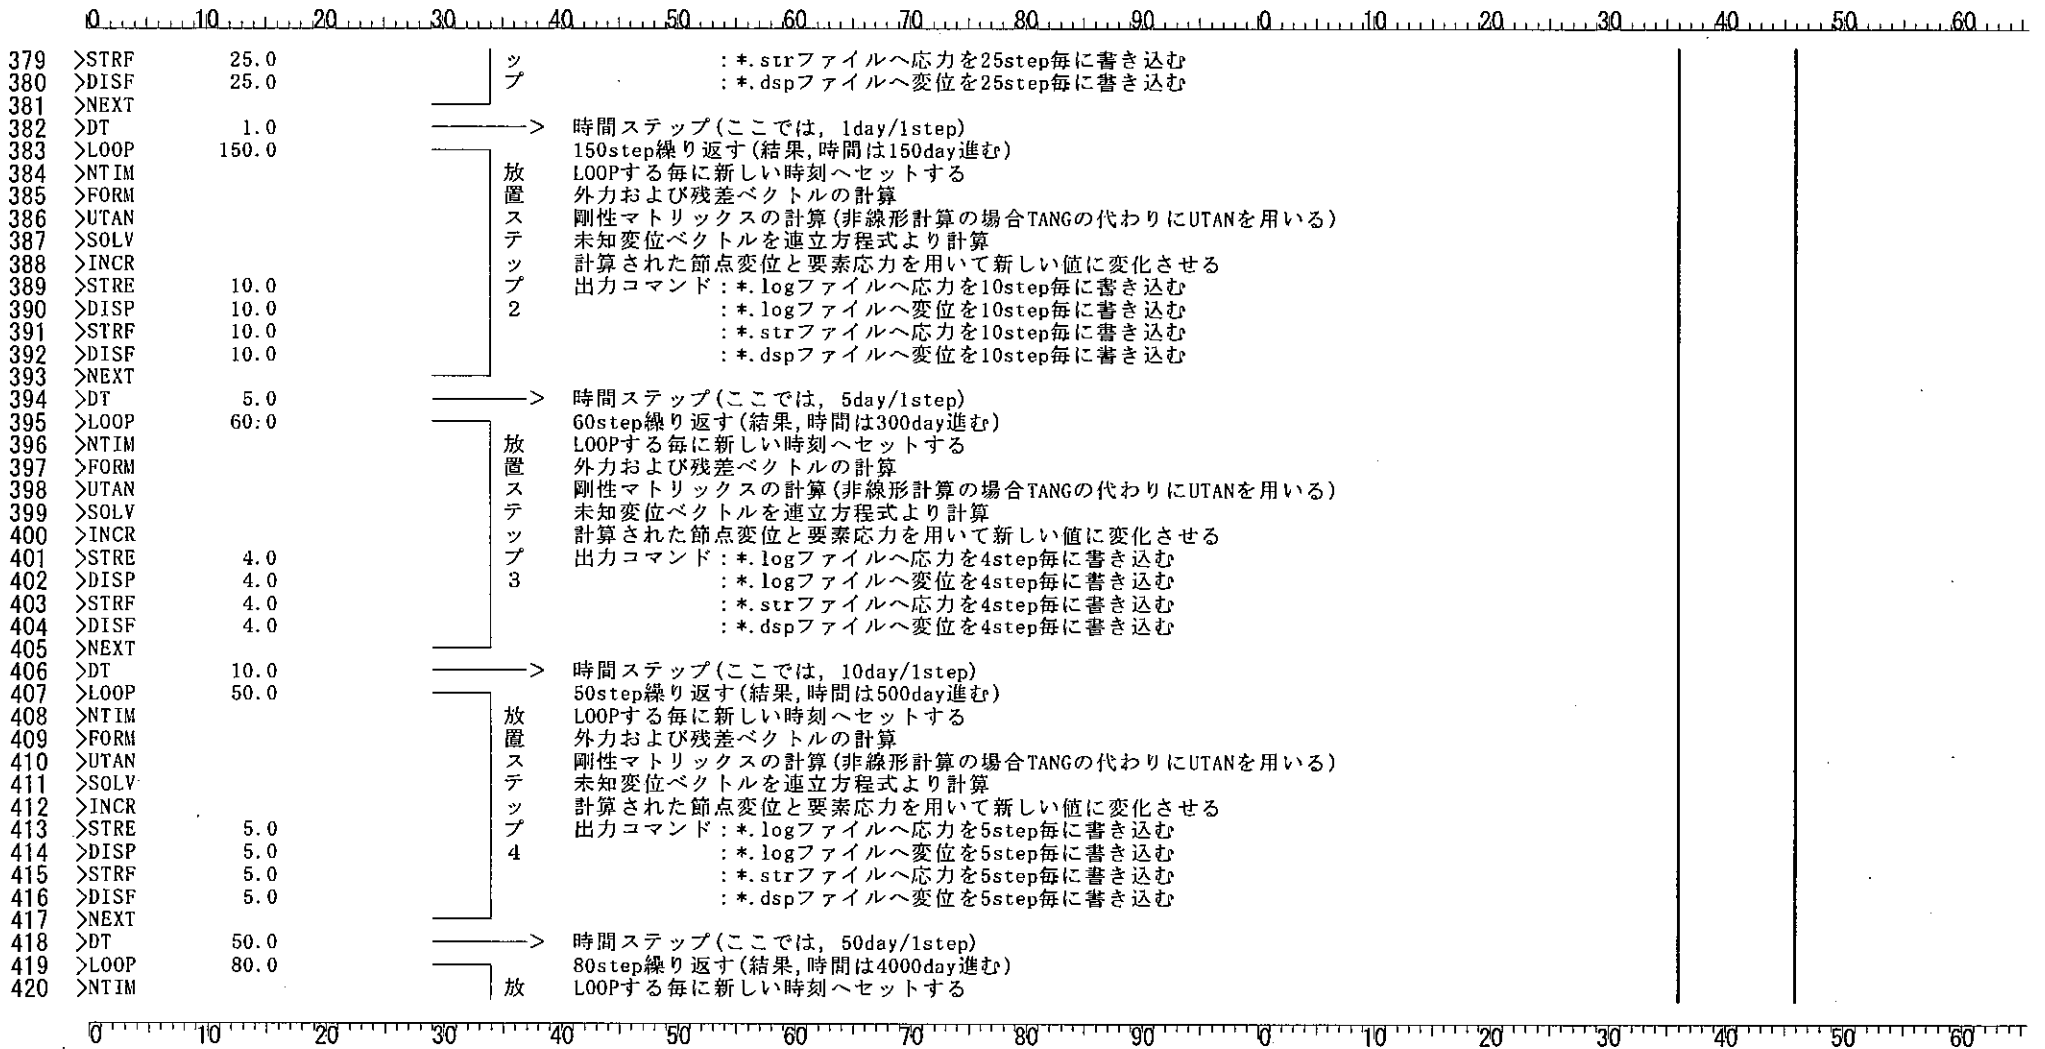 0 10 20 30 40 50 60 70 80 90 0 10 20 30 40 50 60
379 >STRF 25.0 ッ :*.strファイルへ応力を25step毎に書き込む
380 >DISF 25.0 プ :*.dspファイルへ変位を25step毎に書き込む
381 >NEXT
382 >DT 1.0 ———> 時間ステップ(ここでは, 1day/1step)
383 >LOOP 150.0 150step繰り返す(結果,時間は150day進む)
384 >NTIM 放 LOOPする毎に新しい時刻へセットする
385 >FORM 置 外力および残差ベクトルの計算
386 >UTAN ス 剛性マトリックスの計算(非線形計算の場合TANGの代わりにUTANを用いる)
387 >SOLV テ 未知変位ベクトルを連立方程式より計算
388 >INCR ッ 計算された節点変位と要素応力を用いて新しい値に変化させる
389 >STRE 10.0 プ 出力コマンド:*.logファイルへ応力を10step毎に書き込む
390 >DISP 10.0 2 :*.logファイルへ変位を10step毎に書き込む
391 >STRF 10.0 :*.strファイルへ応力を10step毎に書き込む
392 >DISF 10.0 :*.dspファイルへ変位を10step毎に書き込む
393 >NEXT
394 >DT 5.0 ———> 時間ステップ(ここでは, 5day/1step)
395 >LOOP 60.0 60step繰り返す(結果,時間は300day進む)
396 >NTIM 放 LOOPする毎に新しい時刻へセットする
397 >FORM 置 外力および残差ベクトルの計算
398 >UTAN ス 剛性マトリックスの計算(非線形計算の場合TANGの代わりにUTANを用いる)
399 >SOLV テ 未知変位ベクトルを連立方程式より計算
400 >INCR ッ 計算された節点変位と要素応力を用いて新しい値に変化させる
401 >STRE 4.0 プ 出力コマンド:*.logファイルへ応力を4step毎に書き込む
402 >DISP 4.0 3 :*.logファイルへ変位を4step毎に書き込む
403 >STRF 4.0 :*.strファイルへ応力を4step毎に書き込む
404 >DISF 4.0 :*.dspファイルへ変位を4step毎に書き込む
405 >NEXT
406 >DT 10.0 ———> 時間ステップ(ここでは, 10day/1step)
407 >LOOP 50.0 50step繰り返す(結果,時間は500day進む)
408 >NTIM 放 LOOPする毎に新しい時刻へセットする
409 >FORM 置 外力および残差ベクトルの計算
410 >UTAN ス 剛性マトリックスの計算(非線形計算の場合TANGの代わりにUTANを用いる)
411 >SOLV テ 未知変位ベクトルを連立方程式より計算
412 >INCR ッ 計算された節点変位と要素応力を用いて新しい値に変化させる
413 >STRE 5.0 プ 出力コマンド:*.logファイルへ応力を5step毎に書き込む
414 >DISP 5.0 4 :*.logファイルへ変位を5step毎に書き込む
415 >STRF 5.0 :*.strファイルへ応力を5step毎に書き込む
416 >DISF 5.0 :*.dspファイルへ変位を5step毎に書き込む
417 >NEXT
418 >DT 50.0 ———> 時間ステップ(ここでは, 50day/1step)
419 >LOOP 80.0 80step繰り返す(結果,時間は4000day進む)
420 >NTIM 放 LOOPする毎に新しい時刻へセットする
0 10 20 30 40 50 60 70 80 90 0 10 20 30 40 50 60